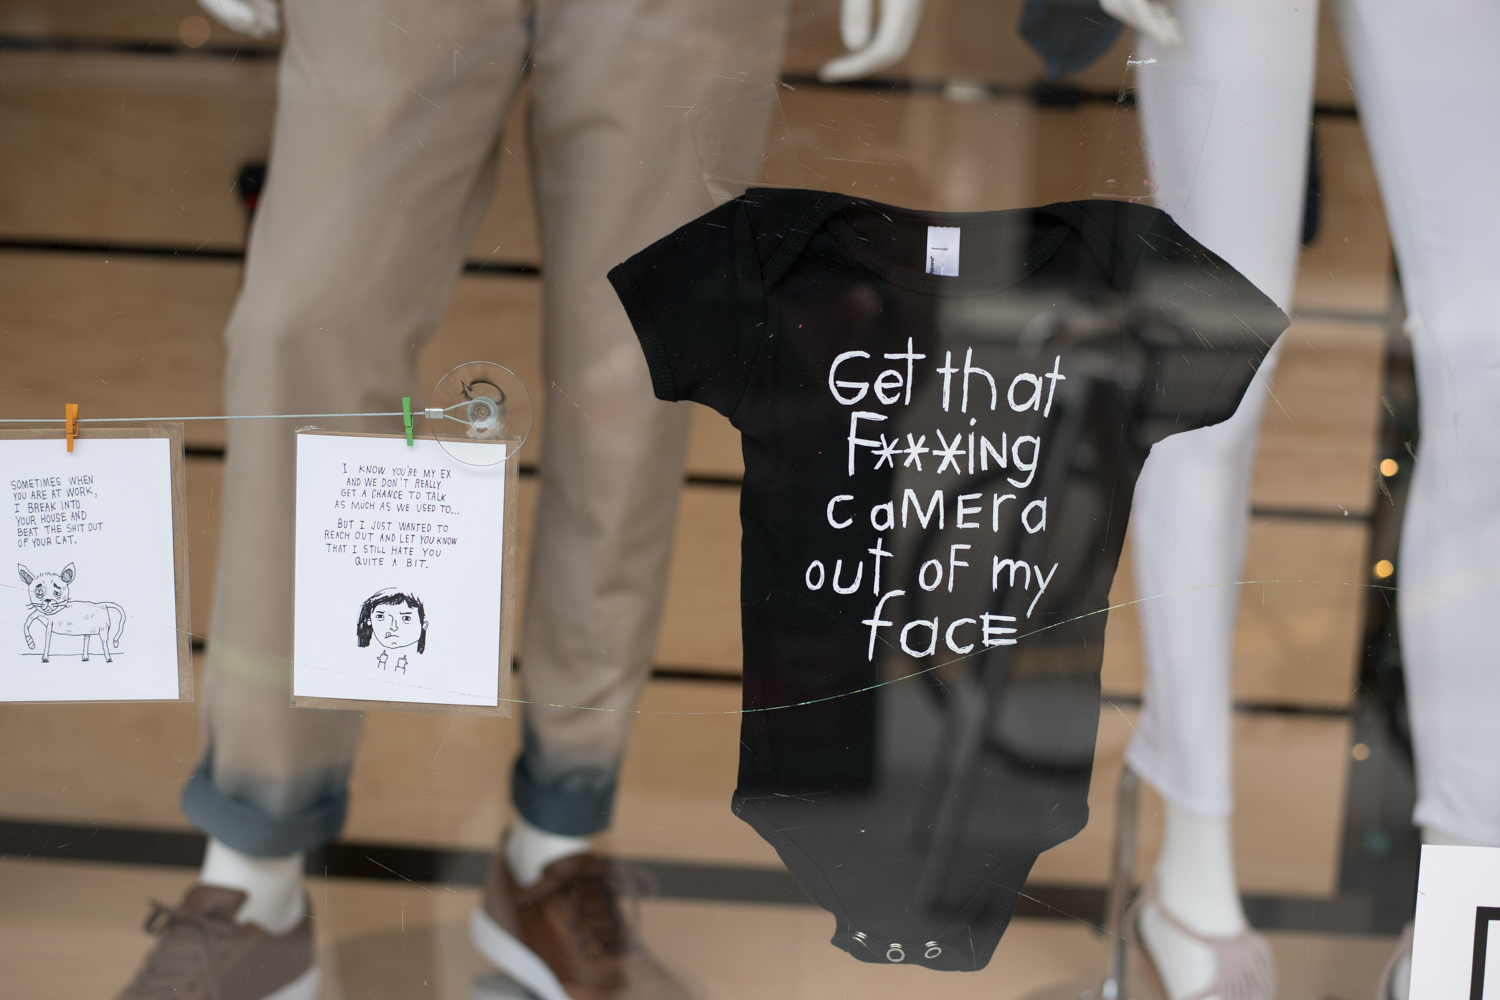 SOMETIMES WHEN
YOU ARE AT WORK,
I BREAK INTO
YOUR HOUSE AND
BEAT THE SHIT OUT
OF YOUR CAT.
I KNOW YOU'RE MY EX
AND WE DON'T REALLY
GET A CHANCE TO TALK
AS MUCH AS WE USED TO...
BUT I JUST WANTED TO
REACH OUT AND LET YOU KNOW
THAT I STILL HATE YOU
QUITE A BIT.
Get that
F***iNg
caMEra
out oF my
facE